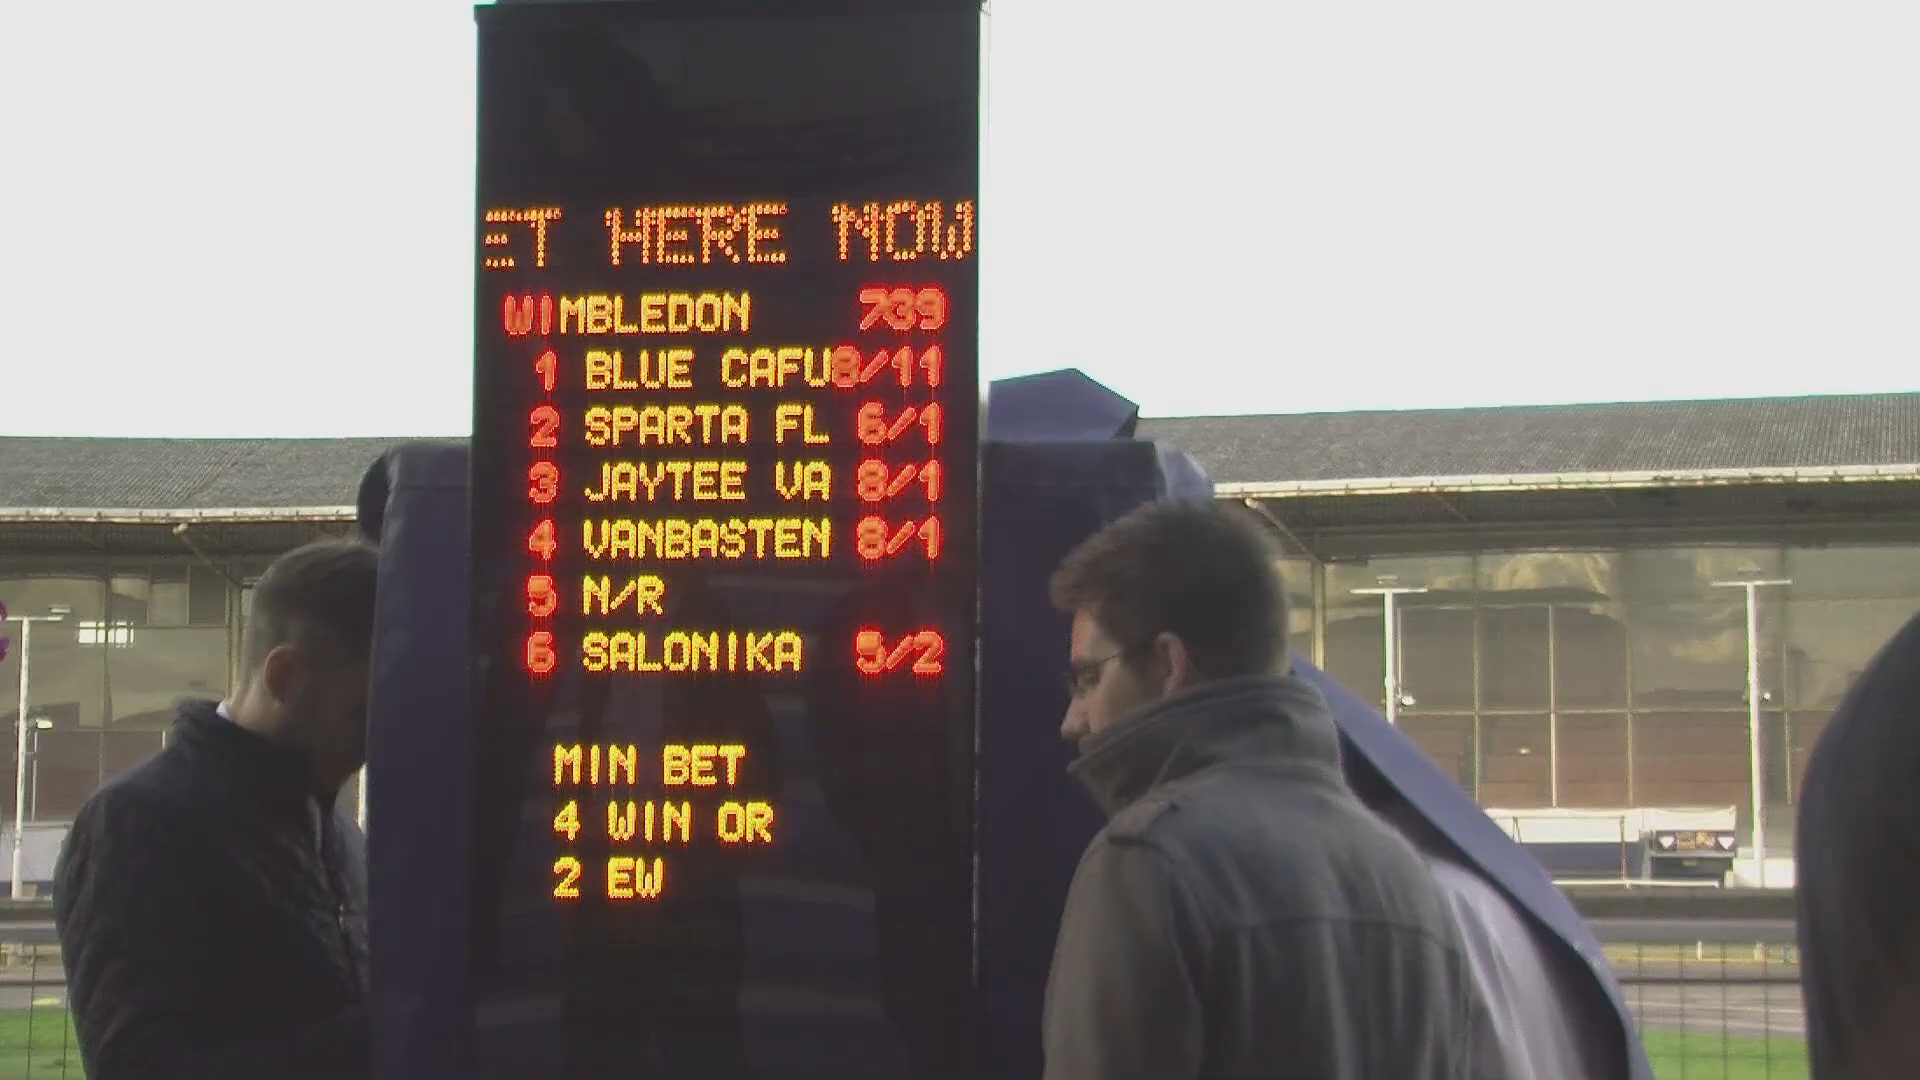 ET HERE NOW
WIMBLEDON 739
1 BLUE CAFU 8/11
2 SPARTA FL 6/1
3 JAYTEE VA 8/1
4 VANBASTEN 8/1
5 N/R
6 SALONIKA 5/2
MIN BET
4 WIN OR
2 EW